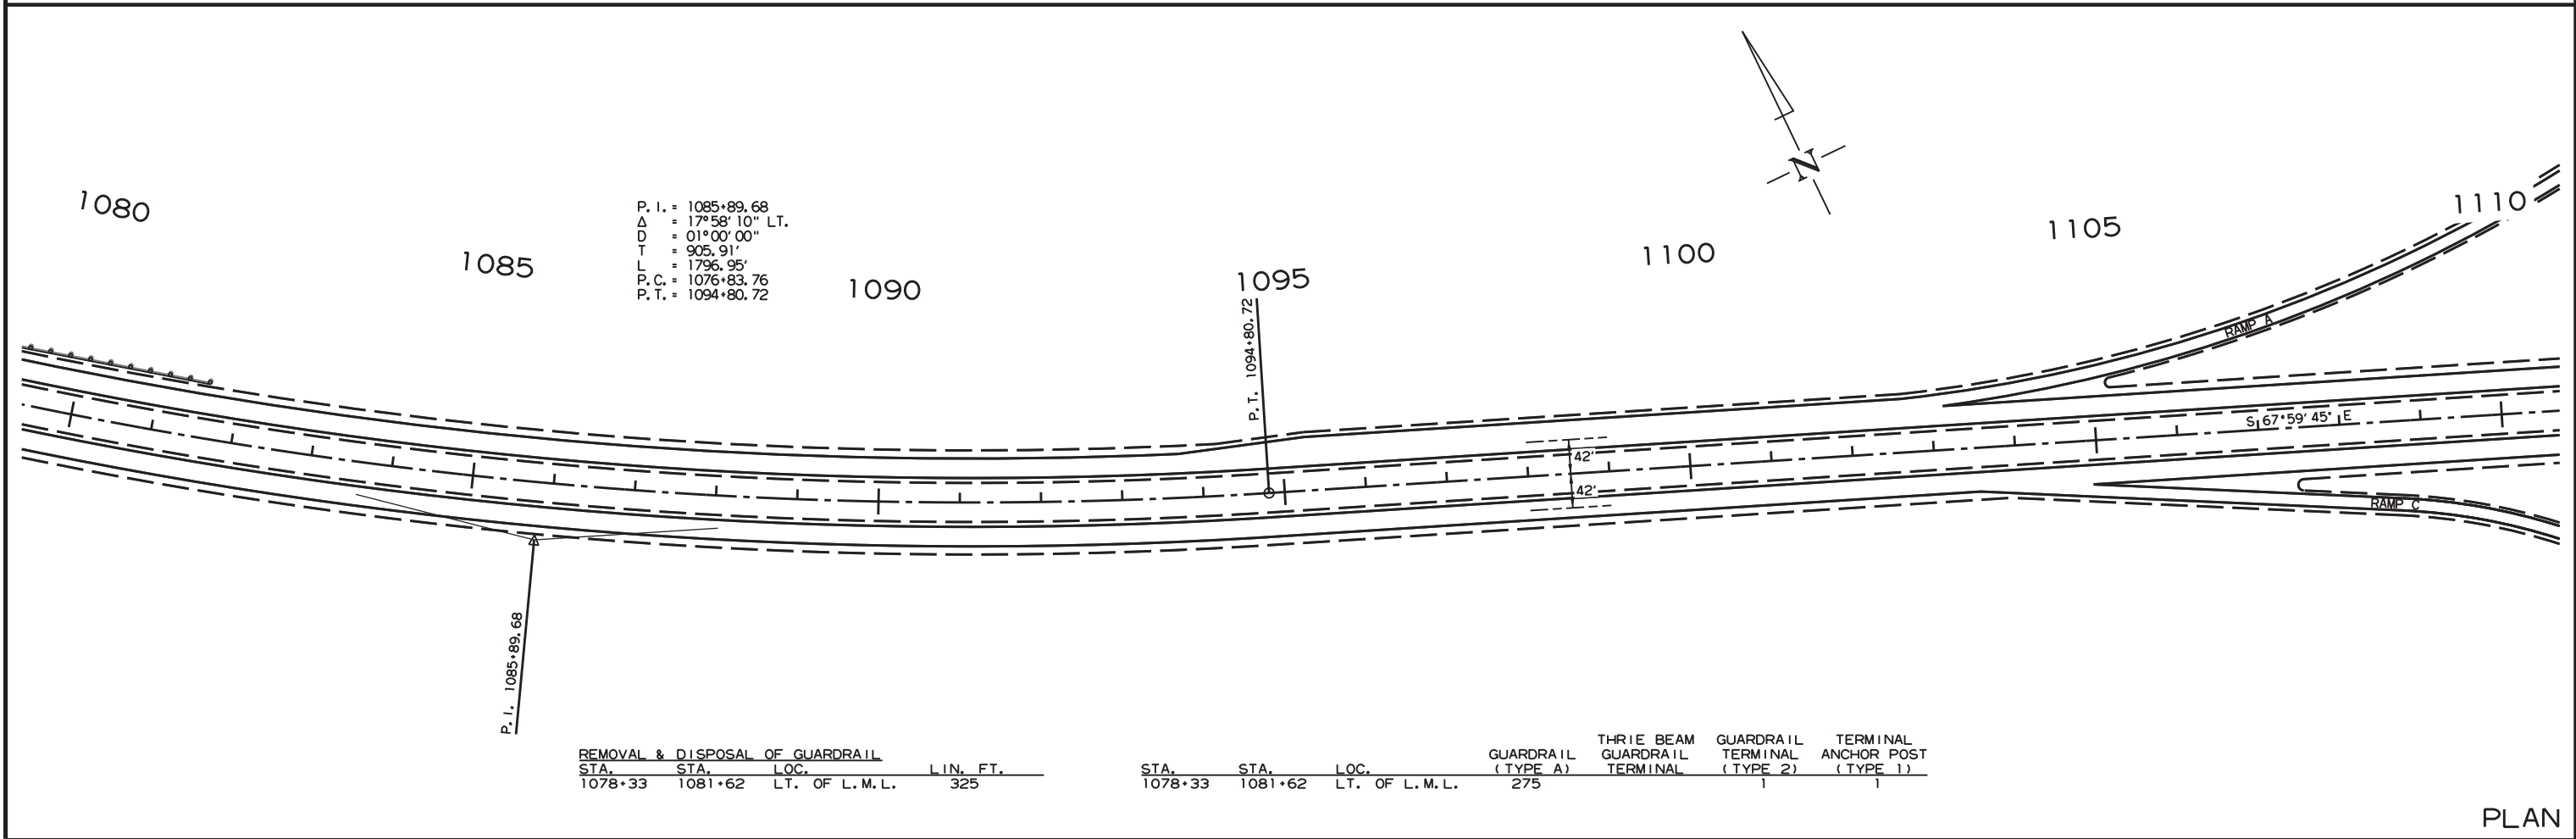 N
1080
1085
1090
1095
1100
1105
1110
P.I. = 1085+89.68
Δ = 17°58'10" LT.
D = 01°00'00"
T = 905.91'
L = 1796.95'
P.C. = 1076+83.76
P.T. = 1094+80.72
P.T. 1094+80.72
P.I. 1085+89.68
42'
42'
RAMP A
S 67°59'45" E
RAMP C
REMOVAL & DISPOSAL OF GUARDRAIL
STA. STA. LOC. LIN. FT.
1078+33 1081+62 LT. OF L.M.L. 325
THRIE BEAM GUARDRAIL TERMINAL
GUARDRAIL GUARDRAIL TERMINAL ANCHOR POST
STA. STA. LOC. (TYPE A) TERMINAL (TYPE 2) (TYPE 1)
1078+33 1081+62 LT. OF L.M.L. 275 1 1
PLAN